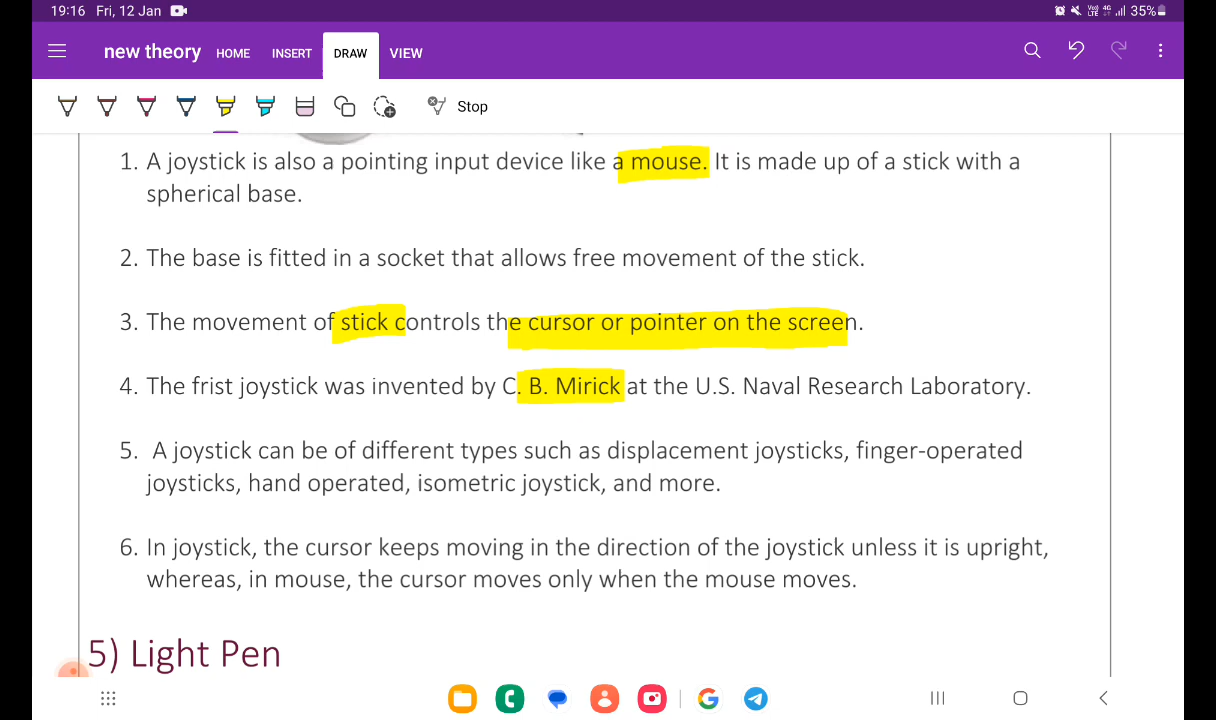 19:16 Fri, 12 Jan 35%
new theory HOME INSERT DRAW VIEW
Stop
1. A joystick is also a pointing input device like a mouse. It is made up of a stick with a
spherical base.
2. The base is fitted in a socket that allows free movement of the stick.
3. The movement of stick controls the cursor or pointer on the screen.
4. The frist joystick was invented by C. B. Mirick at the U.S. Naval Research Laboratory.
5. A joystick can be of different types such as displacement joysticks, finger-operated
joysticks, hand operated, isometric joystick, and more.
6. In joystick, the cursor keeps moving in the direction of the joystick unless it is upright,
whereas, in mouse, the cursor moves only when the mouse moves.
5) Light Pen